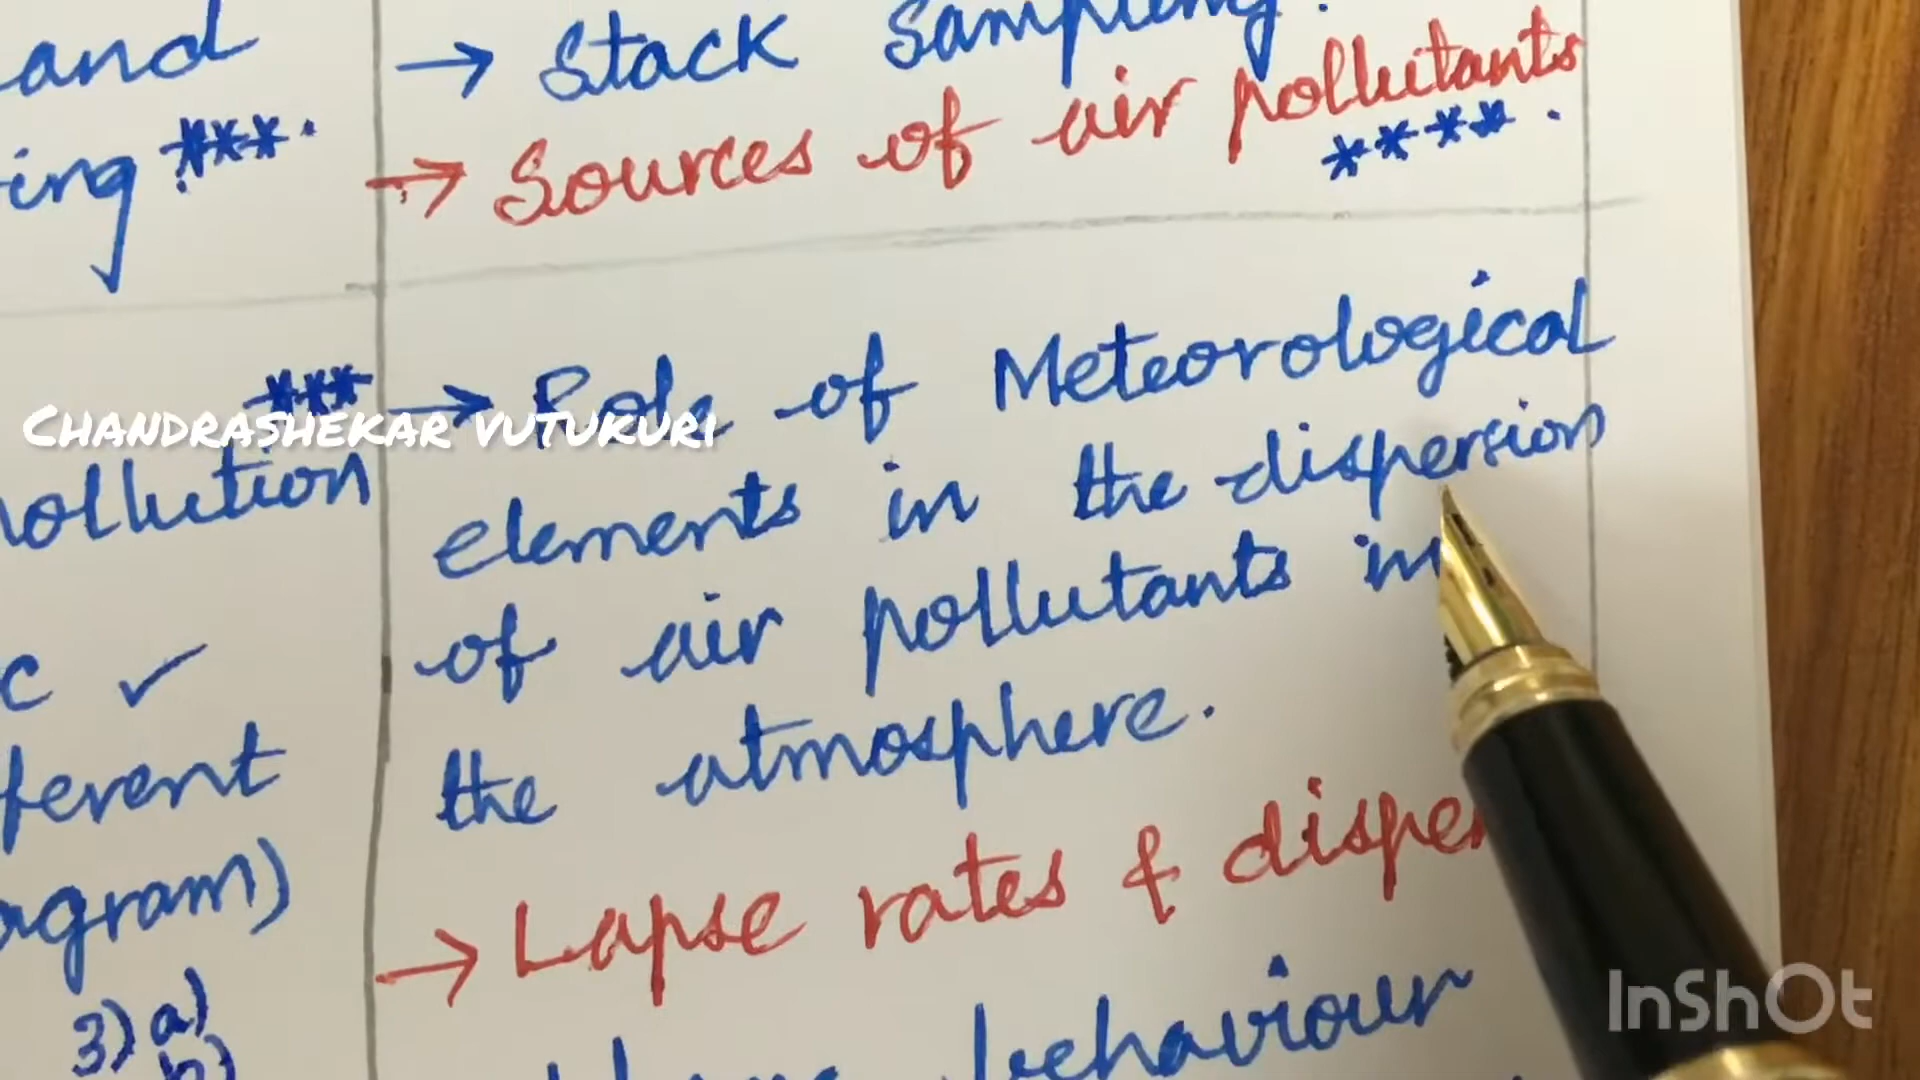 and
ing ***.
→ Stack Sampling.
→ Sources of air pollutants
****.
***
ollution
c ✓
ferent
agram)
3) a)
b)
→ Role of Meteorological
elements in the dispersion
of air pollutants in
the atmosphere.
→ Lapse rates & disper
behaviour
CHANDRASHEKAR VUTUKURI
InShOt